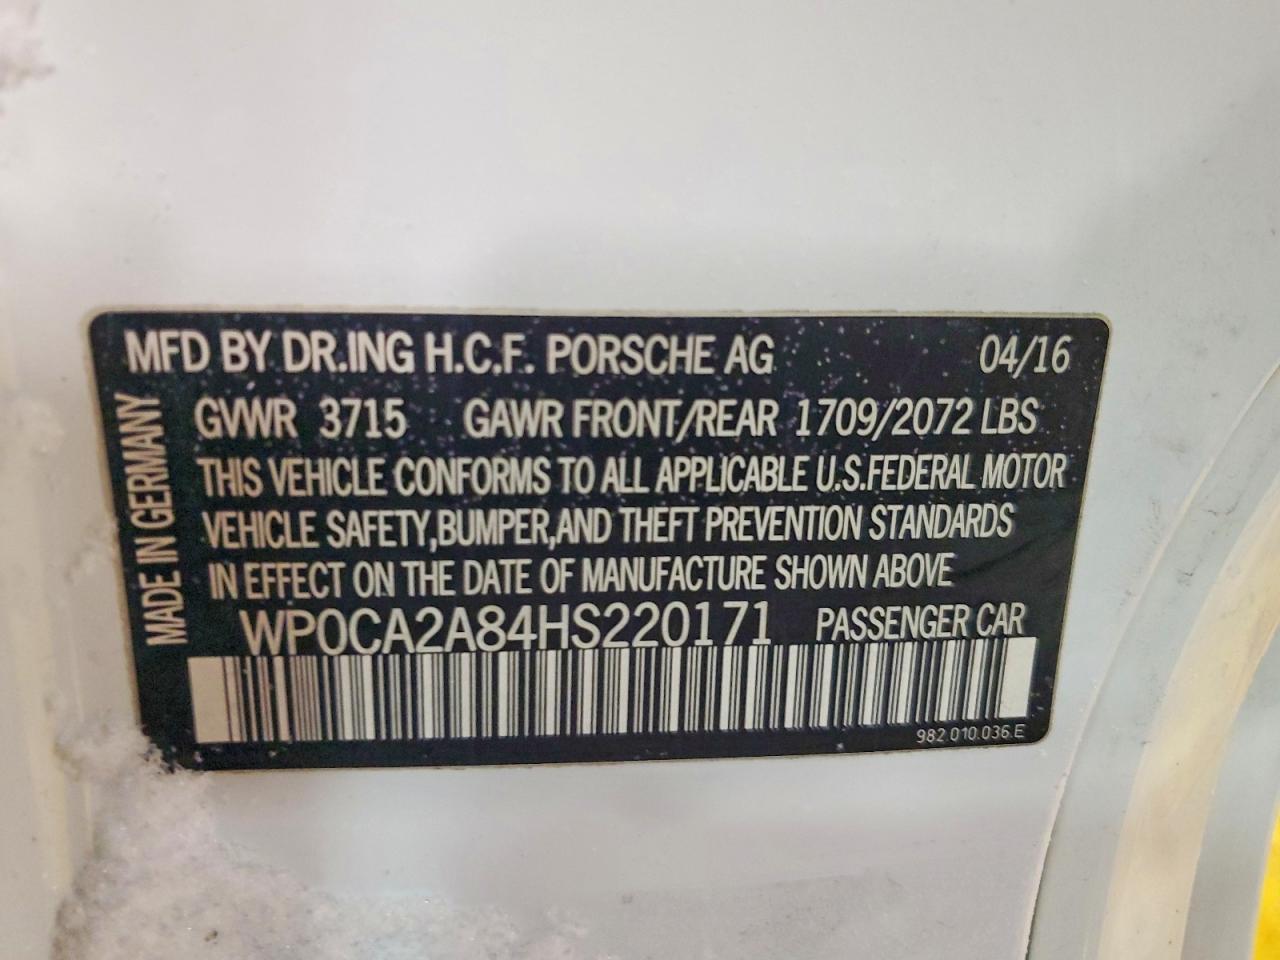 MFD BY DR.ING H.C.F. PORSCHE AG 04/16
GVWR 3715 GAWR FRONT/REAR 1709/2072 LBS
THIS VEHICLE CONFORMS TO ALL APPLICABLE U.S.FEDERAL MOTOR
VEHICLE SAFETY,BUMPER,AND THEFT PREVENTION STANDARDS
IN EFFECT ON THE DATE OF MANUFACTURE SHOWN ABOVE
WP0CA2A84HS220171 PASSENGER CAR
982.010.036.E
MADE IN GERMANY